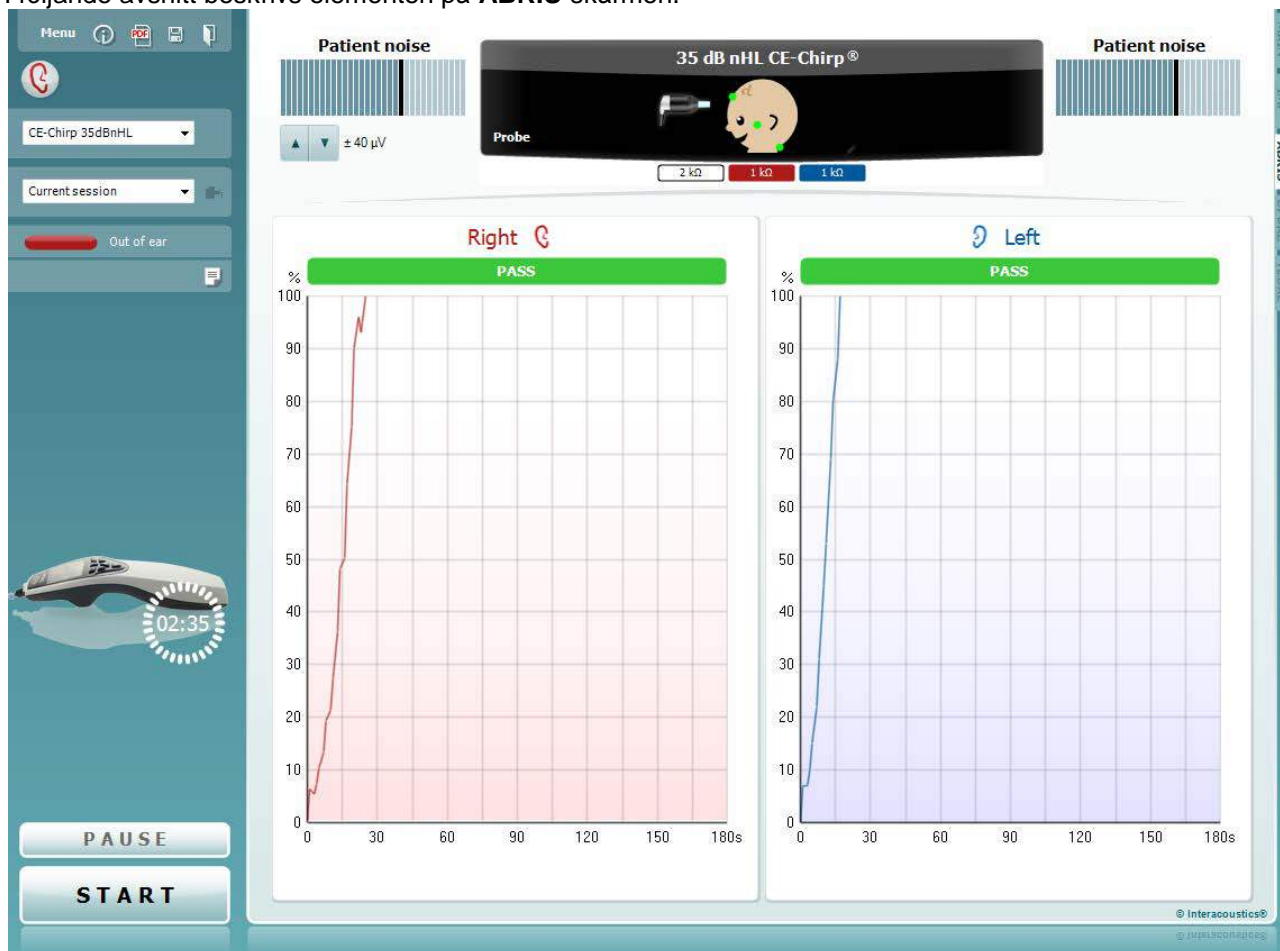 I följande avsnitt beskrivs elementen på ABRIS-skärmen.
Menu
PDF
CE-Chirp 35dBnHL
Current session
Out of ear
02:35
PAUSE
START
Patient noise
± 40 µV
35 dB nHL CE-Chirp®
Probe
2 kΩ 1 kΩ 1 kΩ
Patient noise
Right
PASS
%
100
90
80
70
60
50
40
30
20
10
0
0 30 60 90 120 150 180s
Left
PASS
%
100
90
80
70
60
50
40
30
20
10
0
0 30 60 90 120 150 180s
© Interacoustics®